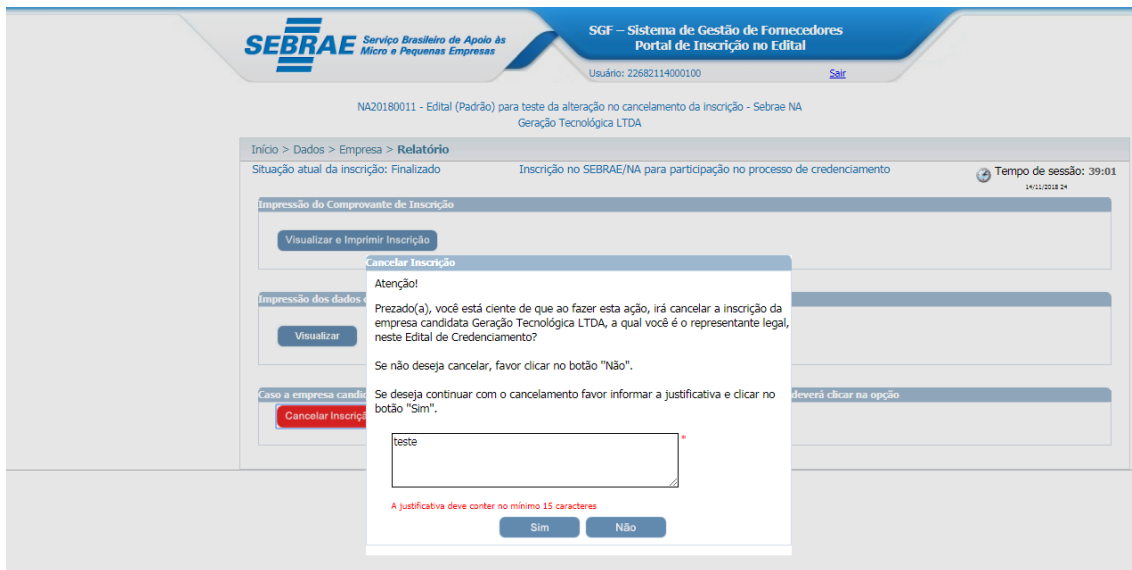 SEBRAE
Serviço Brasileiro de Apoio às
Micro e Pequenas Empresas
SGF – Sistema de Gestão de Fornecedores
Portal de Inscrição no Edital
Usuário: 22682114000100 Sair
NA20180011 - Edital (Padrão) para teste da alteração no cancelamento da inscrição - Sebrae NA
Geração Tecnológica LTDA
Início > Dados > Empresa > Relatório
Situação atual da inscrição: Finalizado Inscrição no SEBRAE/NA para participação no processo de credenciamento Tempo de sessão: 39:01
14/11/2018 24
Impressão do Comprovante de Inscrição
Visualizar e Imprimir Inscrição
Cancelar Inscrição
Atenção!
Prezado(a), você está ciente de que ao fazer esta ação, irá cancelar a inscrição da
empresa candidata Geração Tecnológica LTDA, a qual você é o representante legal,
neste Edital de Credenciamento?
Se não deseja cancelar, favor clicar no botão "Não".
Se deseja continuar com o cancelamento favor informar a justificativa e clicar no
botão "Sim".
teste
*
A justificativa deve conter no mínimo 15 caracteres
Sim Não
Impressão dos dados
Visualizar
Caso a empresa candi deverá clicar na opção
Cancelar Inscriçã